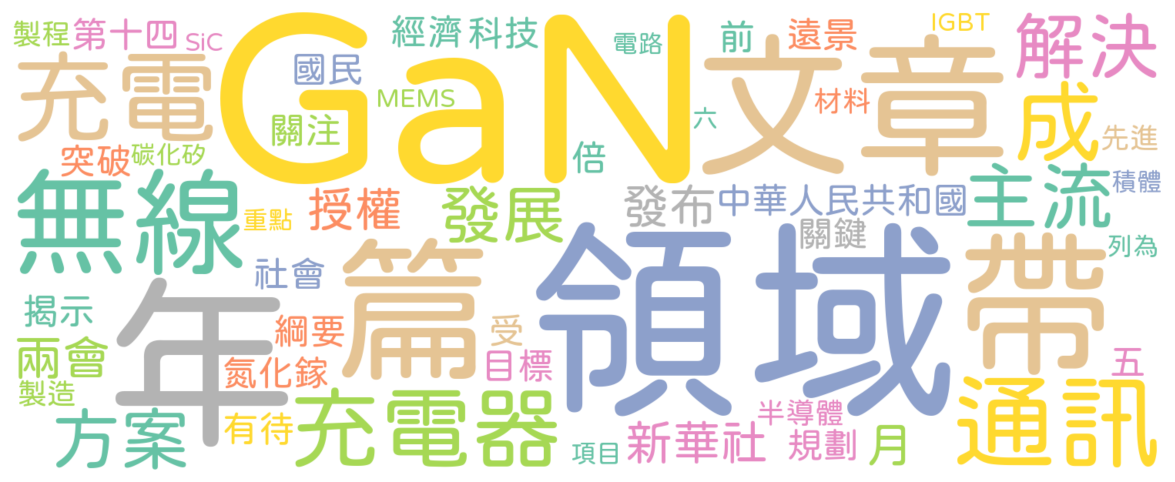 製程
第十四
SiC
經濟
科技
電路
前
遠景
IGBT
解決
充電
GaN
文章
國民
MEMS
關注
六
材料
成
先進
突破
碳化矽
倍
無線
重點
授權
發展
發布
中華人民共和國
主流
積體
關鍵
列為
社會
年
篇
領域
帶
揭示
綱要
受
兩會
氮化鎵
目標
五
製造
方案
有待
充電器
項目
新華社
半導體
規劃
月
通訊